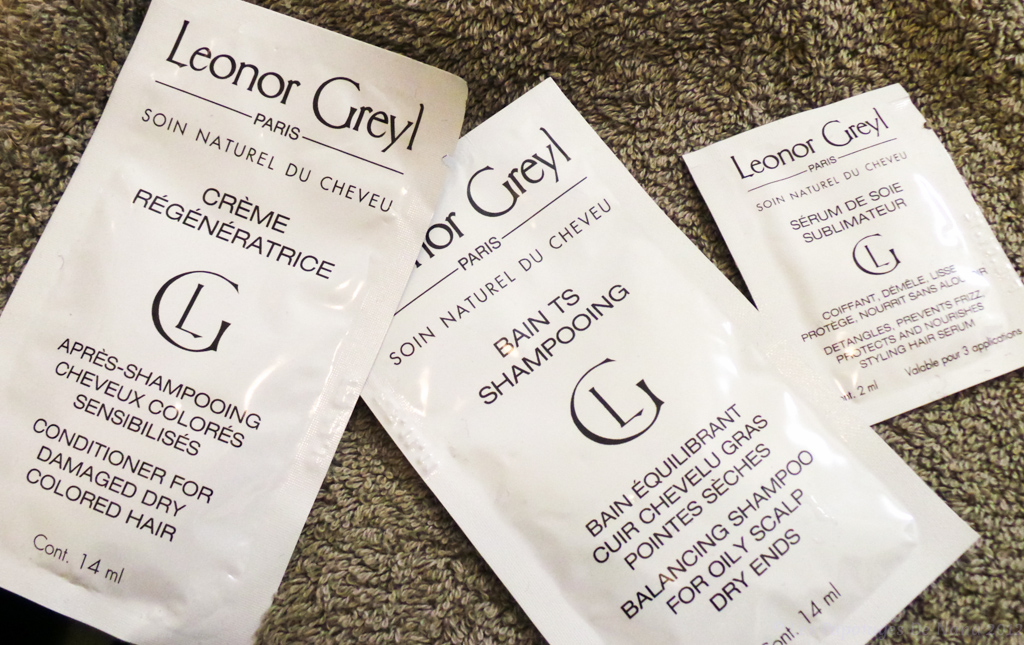 Leonor Greyl
PARIS
SOIN NATUREL DU CHEVEU
CRÈME
RÉGÉNÉRATRICE
LG
APRÈS-SHAMPOOING
CHEVEUX COLORÉS
SENSIBILISÉS
CONDITIONER FOR
DAMAGED DRY
COLORED HAIR
Cont. 14 ml
nor Greyl
PARIS
SOIN NATUREL DU CHEVEU
BAIN TS
SHAMPOOING
LG
BAIN ÉQUILIBRANT
CUIR CHEVELU GRAS
POINTES SÈCHES
BALANCING SHAMPOO
FOR OILY SCALP
DRY ENDS
ont. 14 ml
Leonor Greyl
PARIS
SOIN NATUREL DU CHEVEU
SÉRUM DE SOIE
SUBLIMATEUR
LG
COIFFANT, DÉMÊLE, LISSE
PROTÈGE, NOURRIT SANS
DETANGLES, PREVENTS FRIZZ,
PROTECTS AND NOURISHES
STYLING HAIR SERUM
2 ml Valable pour 3 applications